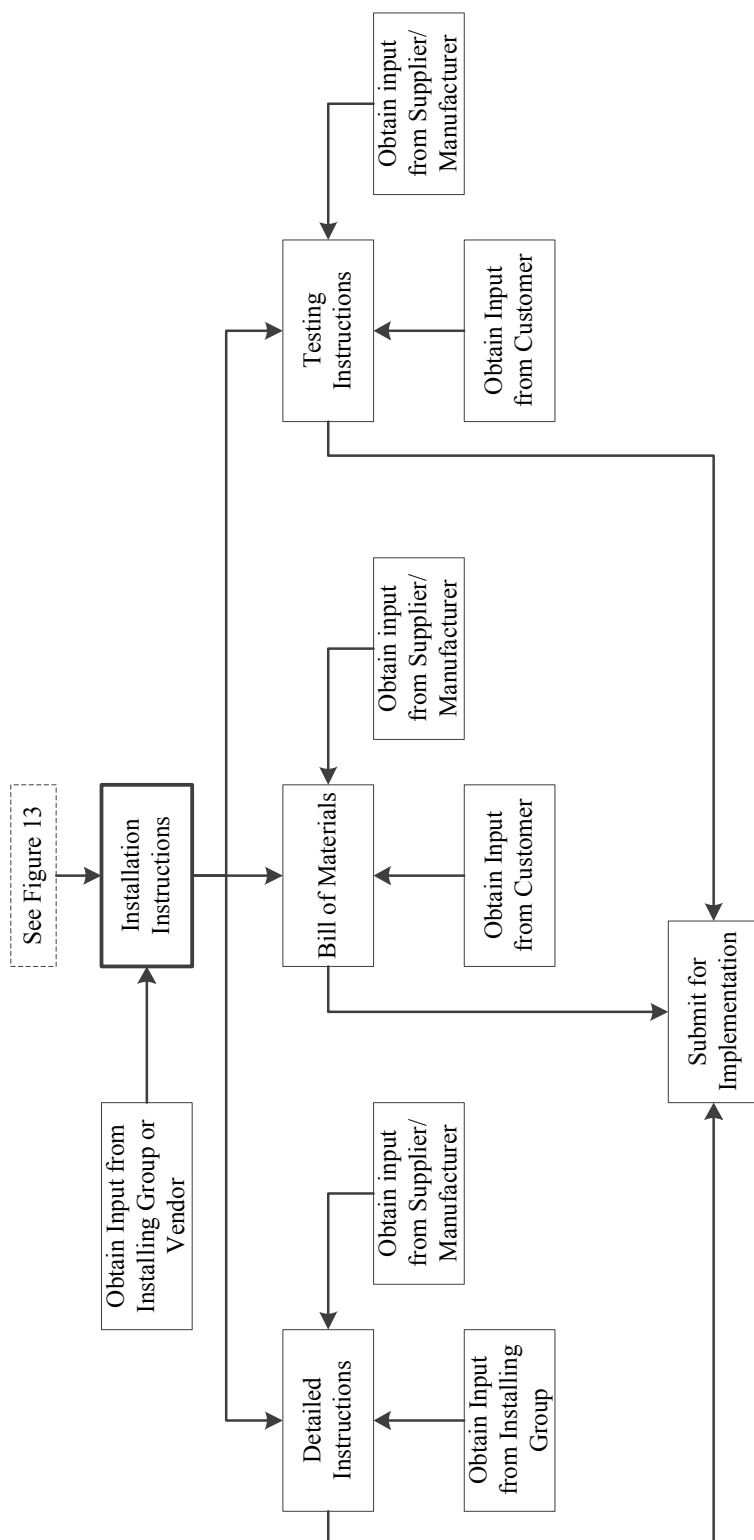 See Figure 13
Obtain Input from
Installing Group or
Vendor
Installation
Instructions
Detailed
Instructions
Obtain input
from Supplier/
Manufacturer
Obtain Input
from Installing
Group
Bill of Materials
Obtain input
from Supplier/
Manufacturer
Obtain Input
from Customer
Testing
Instructions
Obtain input
from Supplier/
Manufacturer
Obtain Input
from Customer
Submit for
Implementation